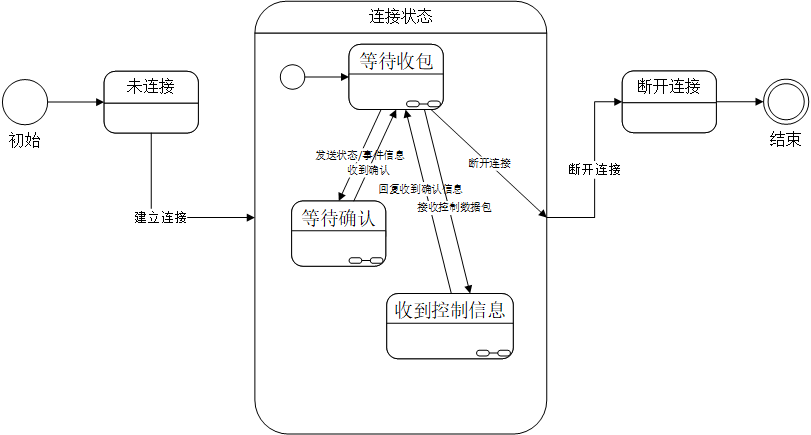 连接状态
等待收包
未连接
断开连接
初始
结束
发送状态/事件信息
收到确认
断开连接
断开连接
回复收到确认信息
接收控制数据包
等待确认
建立连接
收到控制信息